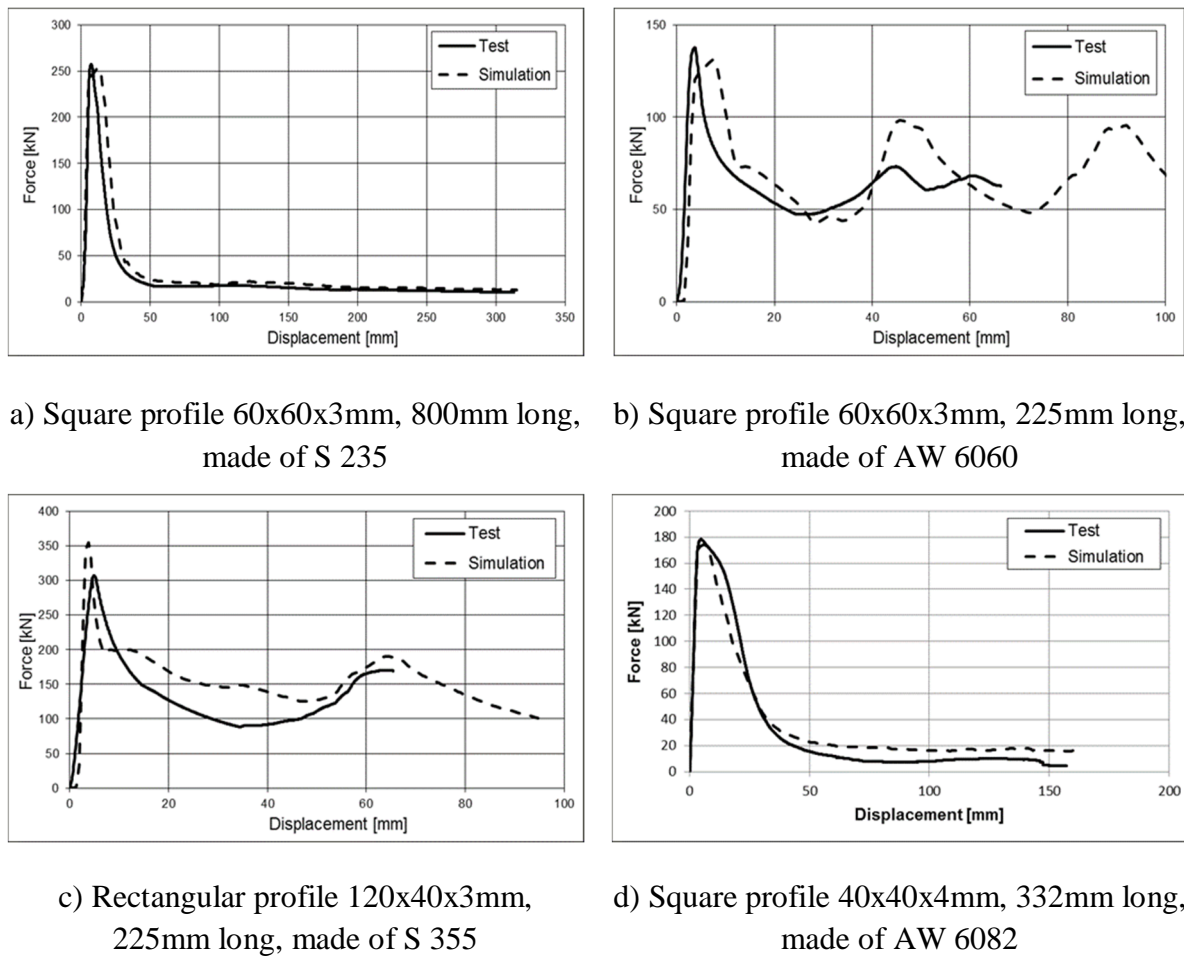 300
250
200
150
100
50
0
Force [kN]
0 50 100 150 200 250 300 350
Displacement [mm]
Test
Simulation
150
100
50
0
Force [kN]
0 20 40 60 80 100
Displacement [mm]
Test
Simulation
a) Square profile 60x60x3mm, 800mm long,
made of S 235
b) Square profile 60x60x3mm, 225mm long,
made of AW 6060
400
350
300
250
200
150
100
50
0
Force [kN]
0 20 40 60 80 100
Displacement [mm]
Test
Simulation
200
180
160
140
120
100
80
60
40
20
0
Force [kN]
0 50 100 150 200
Displacement [mm]
Test
Simulation
c) Rectangular profile 120x40x3mm,
225mm long, made of S 355
d) Square profile 40x40x4mm, 332mm long,
made of AW 6082